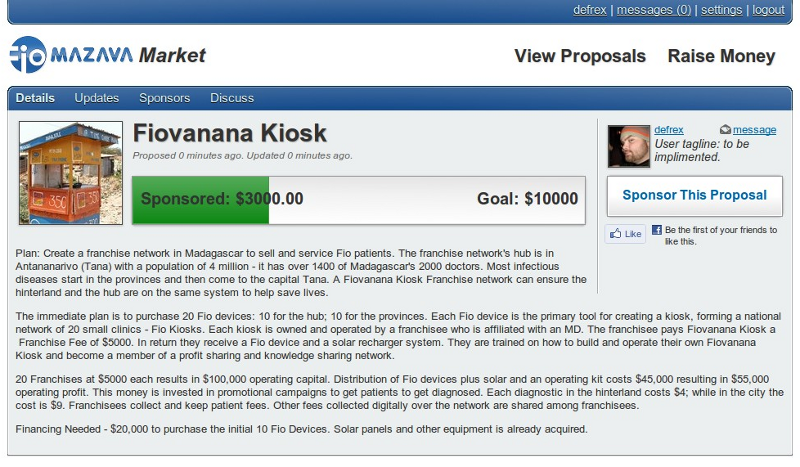 defrex | messages (0) | settings | logout
Fio MAZAVA Market
View Proposals Raise Money
Details Updates Sponsors Discuss
Fiovanana Kiosk
Proposed 0 minutes ago. Updated 0 minutes ago.
Sponsored: $3000.00 Goal: $10000
defrex message
User tagline: to be
implimented.
Sponsor This Proposal
Like Be the first of your friends to
like this.
Plan: Create a franchise network in Madagascar to sell and service Fio patients. The franchise network's hub is in
Antananarivo (Tana) with a population of 4 million - it has over 1400 of Madagascar's 2000 doctors. Most infectious
diseases start in the provinces and then come to the capital Tana. A Fiovanana Kiosk Franchise network can ensure the
hinterland and the hub are on the same system to help save lives.
The immediate plan is to purchase 20 Fio devices: 10 for the hub; 10 for the provinces. Each Fio device is the primary tool for creating a kiosk, forming a national
network of 20 small clinics - Fio Kiosks. Each kiosk is owned and operated by a franchisee who is affiliated with an MD. The franchisee pays Fiovanana Kiosk a
Franchise Fee of $5000. In return they receive a Fio device and a solar recharger system. They are trained on how to build and operate their own Fiovanana
Kiosk and become a member of a profit sharing and knowledge sharing network.
20 Franchises at $5000 each results in $100,000 operating capital. Distribution of Fio devices plus solar and an operating kit costs $45,000 resulting in $55,000
operating profit. This money is invested in promotional campaigns to get patients to get diagnosed. Each diagnostic in the hinterland costs $4; while in the city the
cost is $9. Franchisees collect and keep patient fees. Other fees collected digitally over the network are shared among franchisees.
Financing Needed - $20,000 to purchase the initial 10 Fio Devices. Solar panels and other equipment is already acquired.